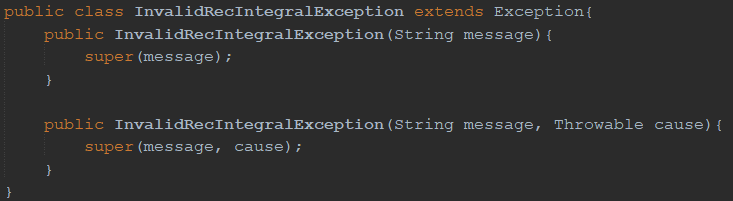 public class InvalidRecIntegralException extends Exception{
    public InvalidRecIntegralException(String message){
        super(message);
    }

    public InvalidRecIntegralException(String message, Throwable cause){
        super(message, cause);
    }
}